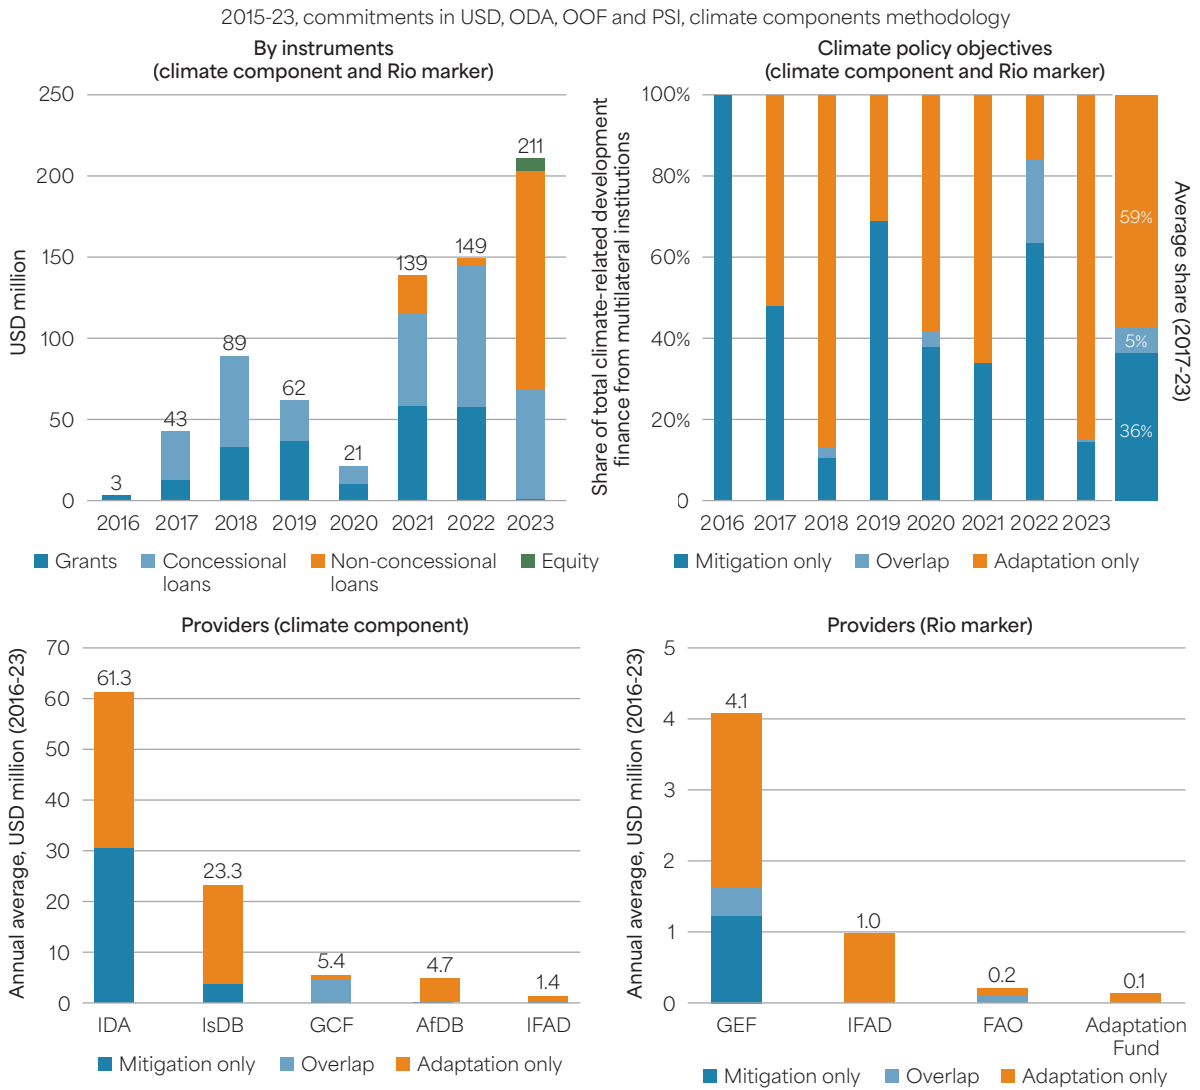 2015-23, commitments in USD, ODA, OOF and PSI, climate components methodology
By instruments
(climate component and Rio marker)
USD million
250
200
150
100
50
0
3
43
89
62
21
139
149
211
2016 2017 2018 2019 2020 2021 2022 2023
Grants
Concessional
loans
Non-concessional
loans
Equity
Climate policy objectives
(climate component and Rio marker)
Share of total climate-related development
finance from multilateral institutions
100%
80%
60%
40%
20%
0
59%
5%
36%
Average share (2017-23)
2016 2017 2018 2019 2020 2021 2022 2023
Mitigation only Overlap Adaptation only
Providers (climate component)
Annual average, USD million (2016-23)
70
60
50
40
30
20
10
0
61.3
23.3
5.4
4.7
1.4
IDA IsDB GCF AfDB IFAD
Mitigation only Overlap Adaptation only
Providers (Rio marker)
Annual average, USD million (2016-23)
5
4
3
2
1
0
4.1
1.0
0.2
0.1
GEF IFAD FAO Adaptation
Fund
Mitigation only Overlap Adaptation only